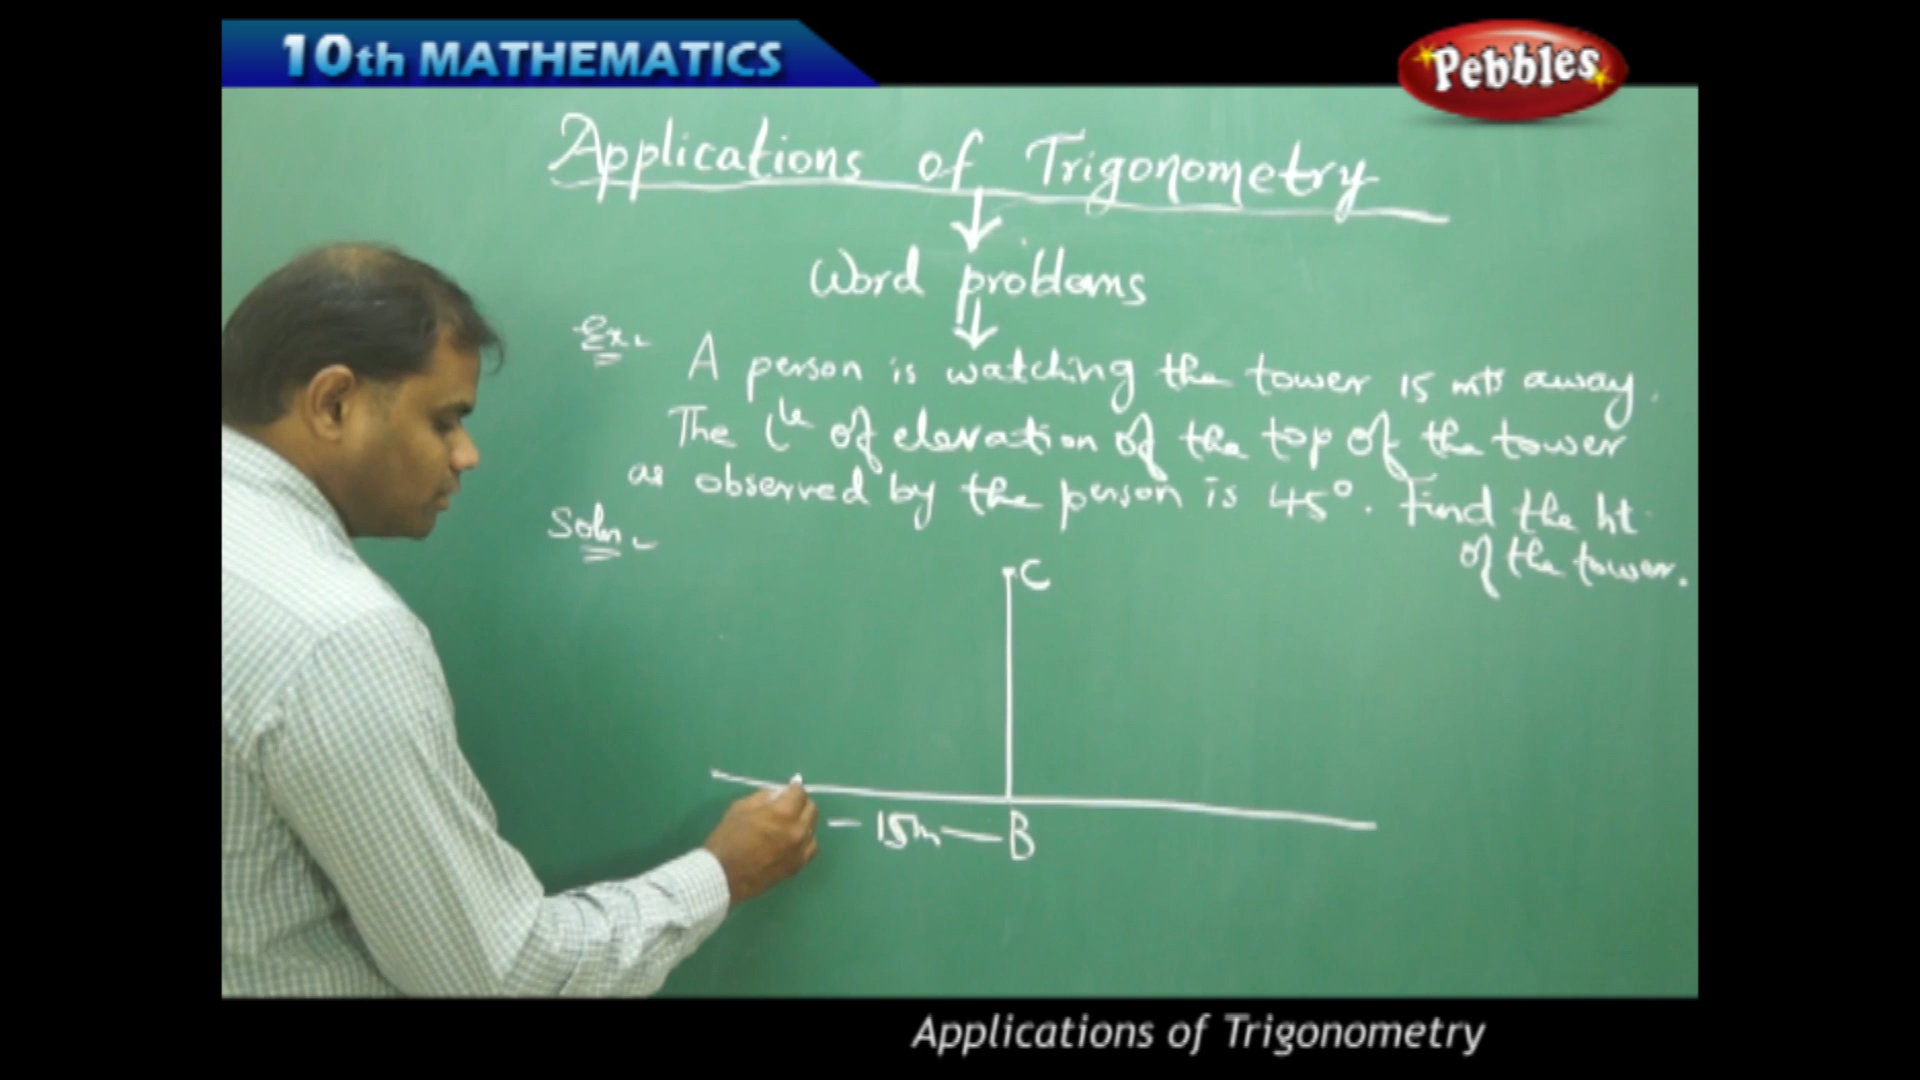 10th MATHEMATICS
Pebbles
Applications of Trigonometry
Word problems
Ex:
A person is watching the tower 15 mts away.
The of elevation of the top of the tower
as observed by the person is 45°. Find the ht
of the tower.
Soln:
C
15m
B
Applications of Trigonometry